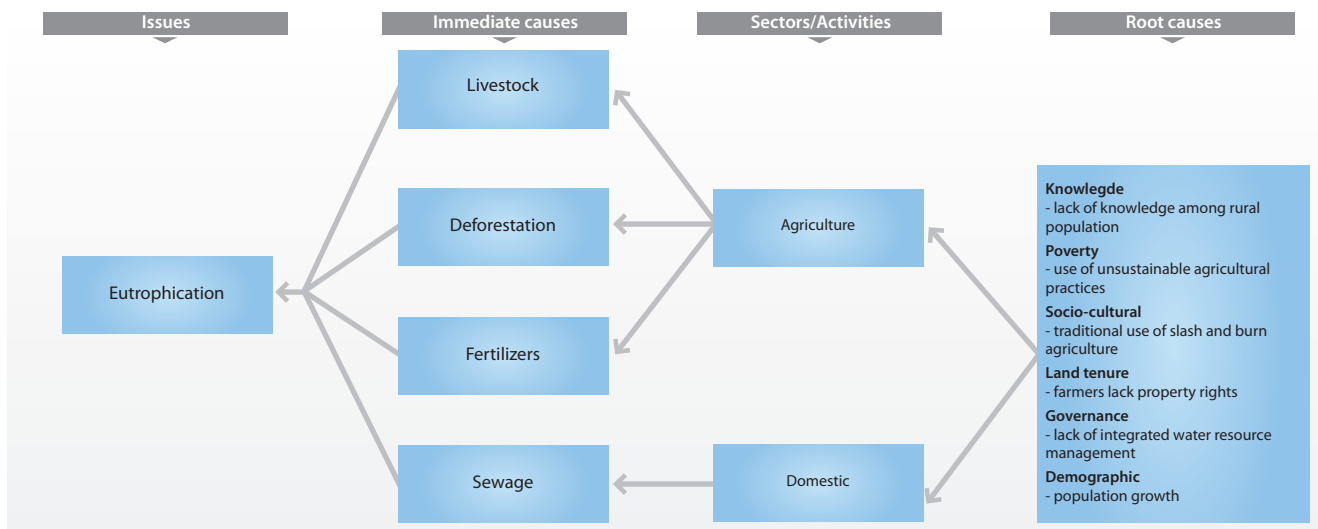 Issues
Immediate causes
Sectors/Activities
Root causes
Livestock
Deforestation
Eutrophication
Fertilizers
Sewage
Agriculture
Domestic
Knowlegde
- lack of knowledge among rural
population
Poverty
- use of unsustainable agricultural
practices
Socio-cultural
- traditional use of slash and burn
agriculture
Land tenure
- farmers lack property rights
Governance
- lack of integrated water resource
management
Demographic
- population growth